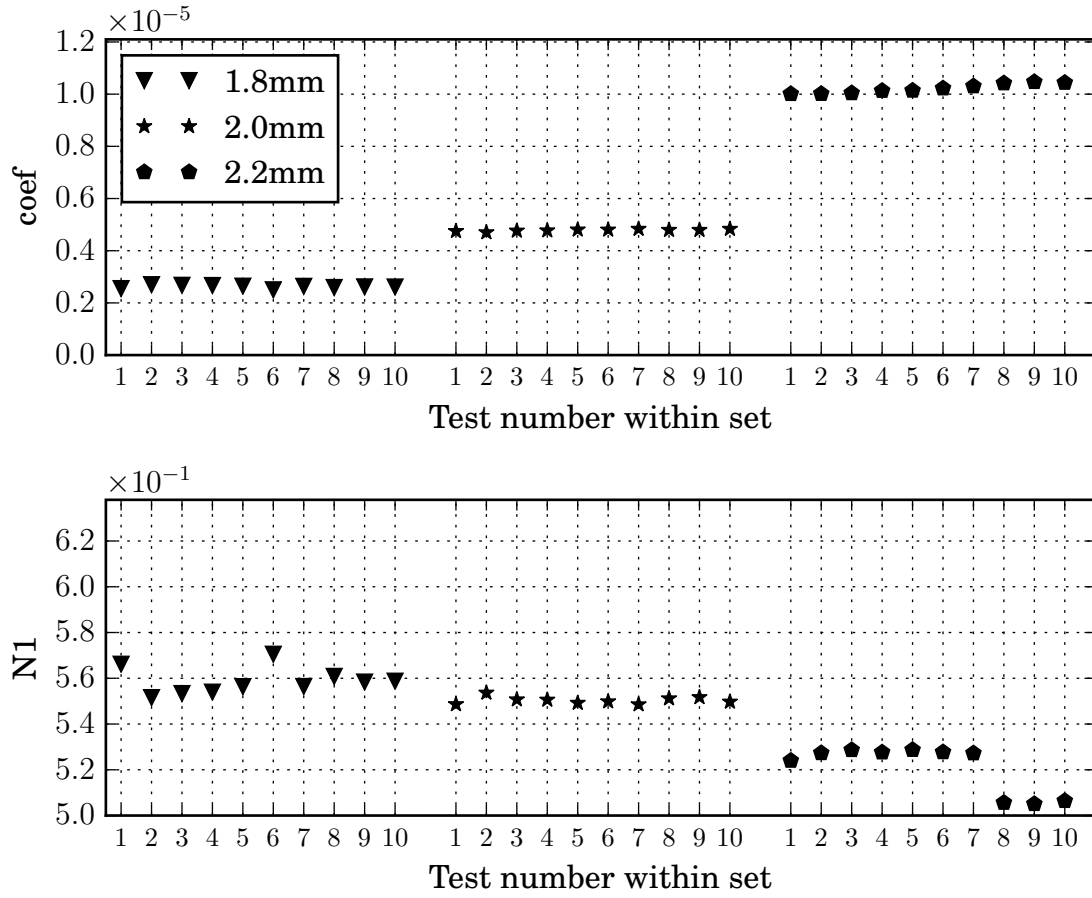 ×10⁻⁵
1.2
1.0
0.8
0.6
0.4
0.2
0.0
coef
1.8mm
2.0mm
2.2mm
1 2 3 4 5 6 7 8 9 10 1 2 3 4 5 6 7 8 9 10 1 2 3 4 5 6 7 8 9 10
Test number within set
×10⁻¹
6.2
6.0
5.8
5.6
5.4
5.2
5.0
N1
1 2 3 4 5 6 7 8 9 10 1 2 3 4 5 6 7 8 9 10 1 2 3 4 5 6 7 8 9 10
Test number within set